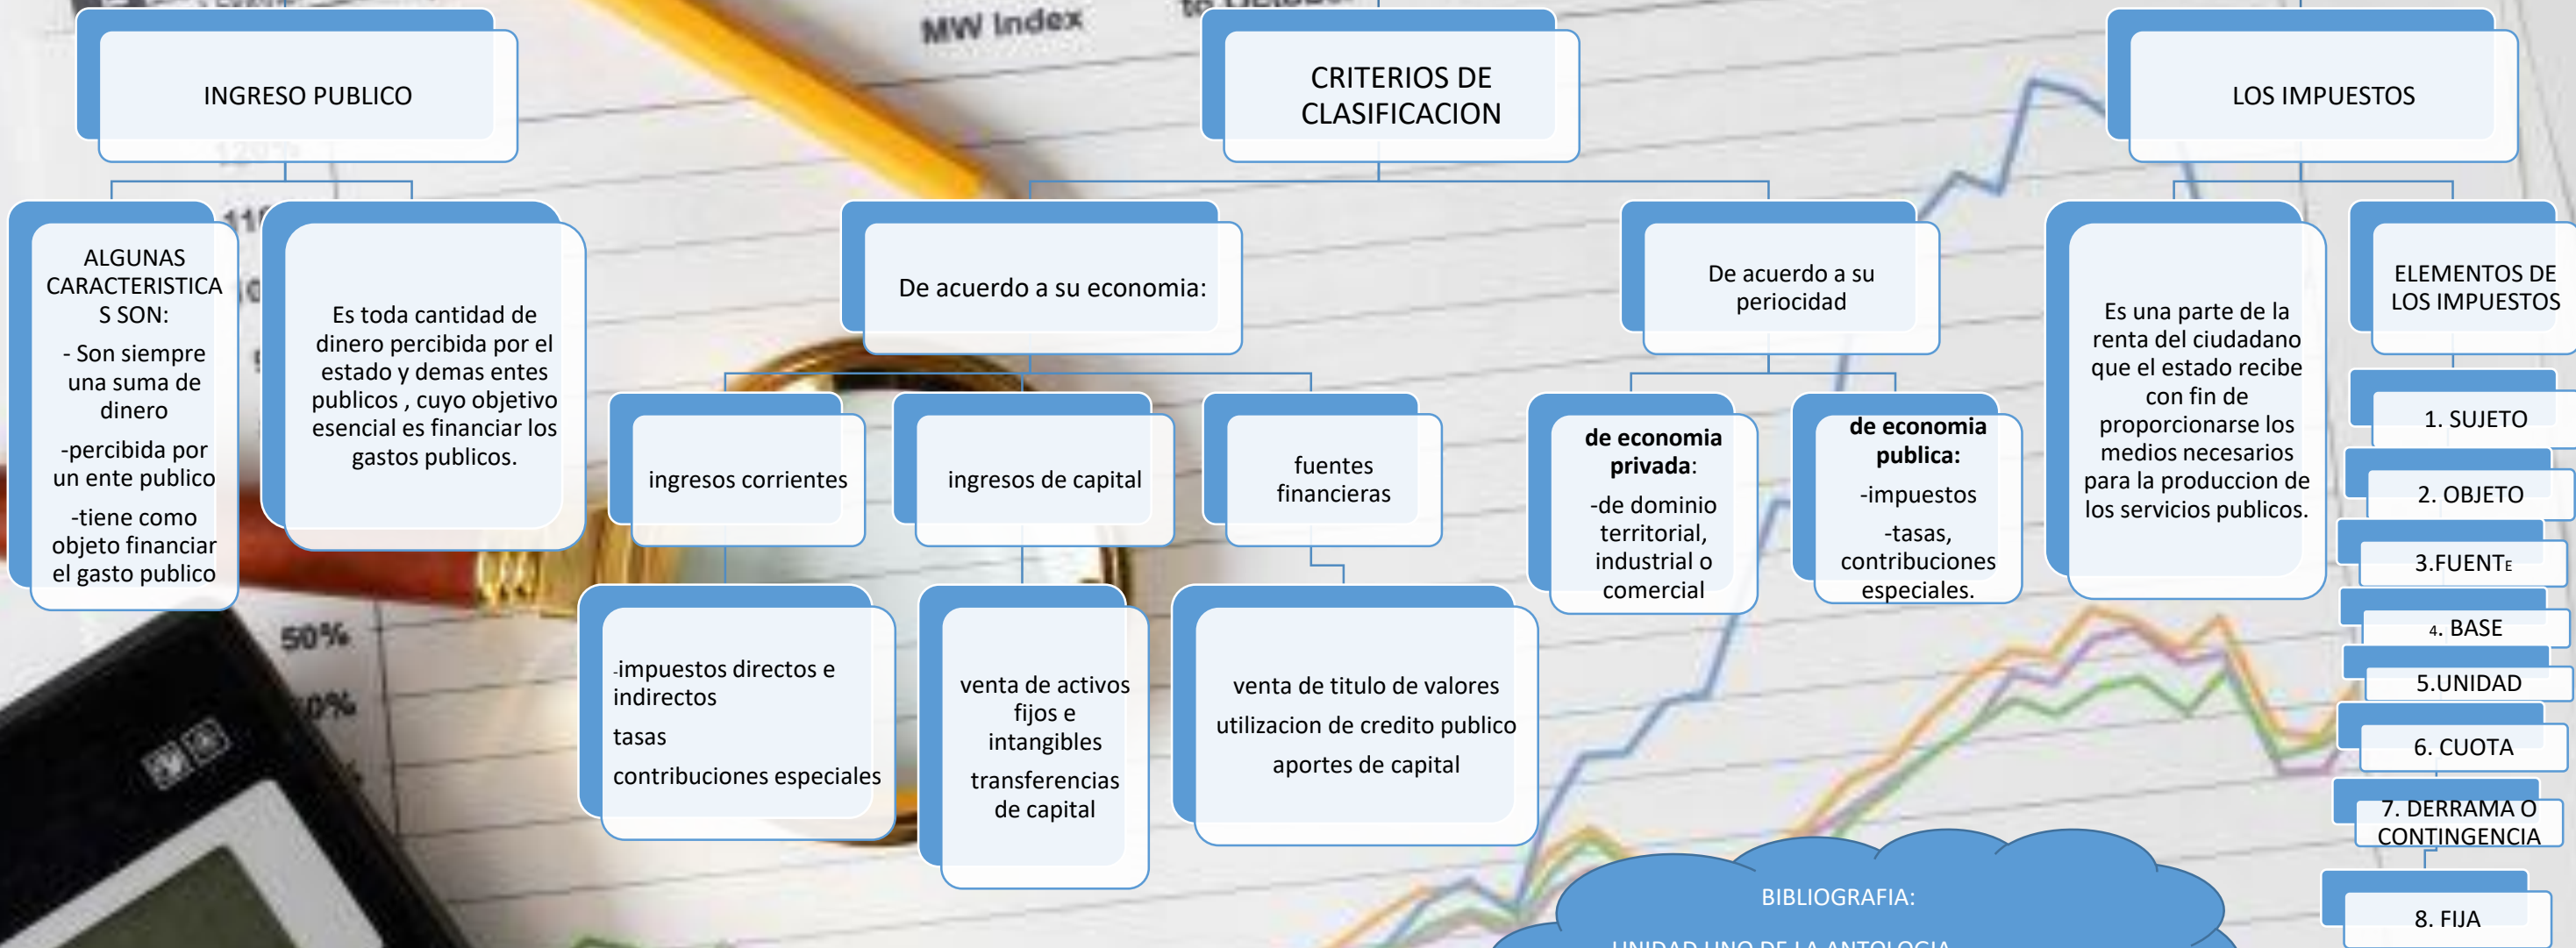 MW Index
to October
INGRESO PUBLICO
CRITERIOS DE
CLASIFICACION
LOS IMPUESTOS
ALGUNAS
CARACTERISTICA
S SON:
- Son siempre
una suma de
dinero
-percibida por
un ente publico
-tiene como
objeto financiar
el gasto publico
Es toda cantidad de
dinero percibida por el
estado y demas entes
publicos , cuyo objetivo
esencial es financiar los
gastos publicos.
De acuerdo a su economia:
ingresos corrientes
-impuestos directos e
indirectos
tasas
contribuciones especiales
ingresos de capital
venta de activos
fijos e
intangibles
transferencias
de capital
fuentes
financieras
venta de titulo de valores
utilizacion de credito publico
aportes de capital
De acuerdo a su
periocidad
de economia
privada:
-de dominio
territorial,
industrial o
comercial
de economia
publica:
-impuestos
-tasas,
contribuciones
especiales.
Es una parte de la
renta del ciudadano
que el estado recibe
con fin de
proporcionarse los
medios necesarios
para la produccion de
los servicios publicos.
ELEMENTOS DE
LOS IMPUESTOS
1. SUJETO
2. OBJETO
3.FUENTE
4. BASE
5.UNIDAD
6. CUOTA
7. DERRAMA O
CONTINGENCIA
8. FIJA
120%
50%
BIBLIOGRAFIA:
UNIDAD UNO DE LA ANTOLOGIA